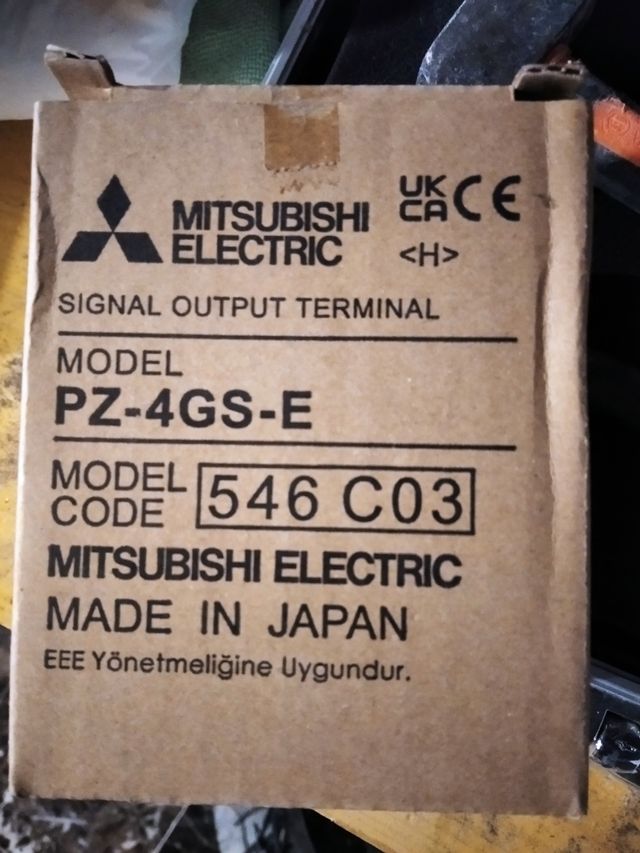 MITSUBISHI
ELECTRIC
UK
CA CE
<H>
SIGNAL OUTPUT TERMINAL
MODEL
PZ-4GS-E
MODEL
CODE
546 C03
MITSUBISHI ELECTRIC
MADE IN JAPAN
EEE Yönetmeliğine Uygundur.